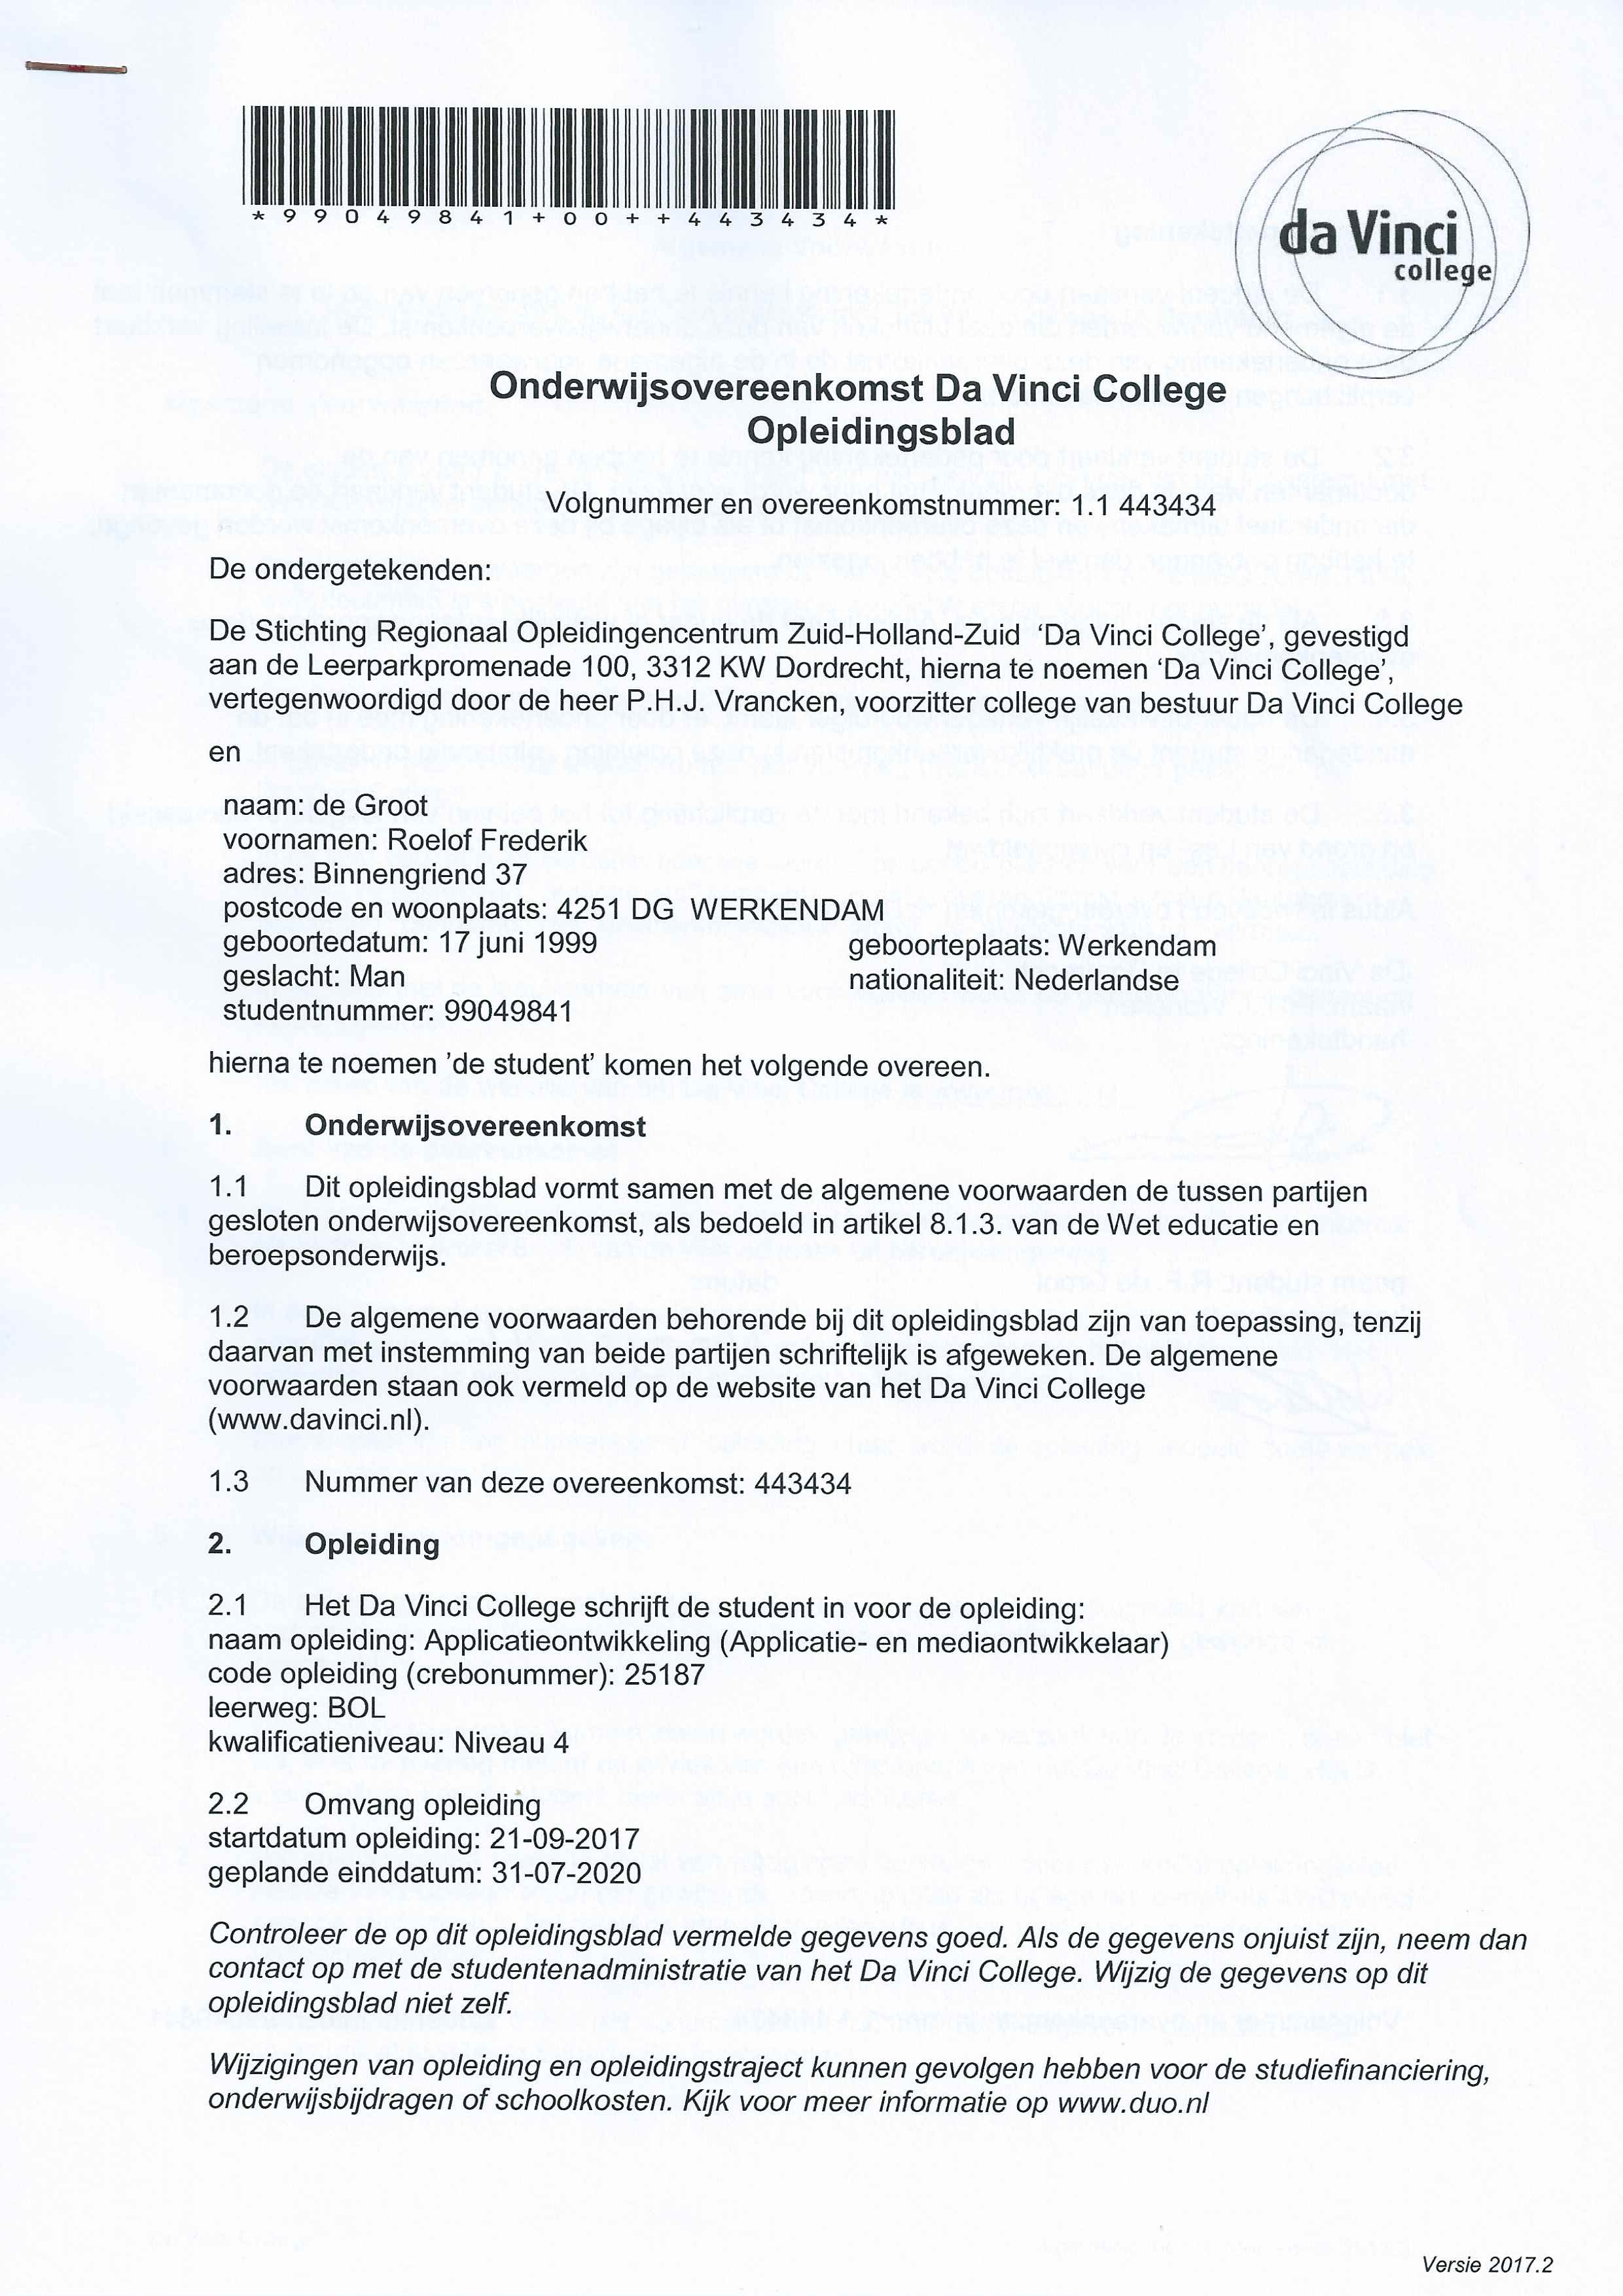 *99049841+00++443434*
da Vinci
college
Onderwijsovereenkomst Da Vinci College
Opleidingsblad
Volgnummer en overeenkomstnummer: 1.1 443434
De ondergetekenden:
De Stichting Regionaal Opleidingencentrum Zuid-Holland-Zuid ‘Da Vinci College’, gevestigd
aan de Leerparkpromenade 100, 3312 KW Dordrecht, hierna te noemen ‘Da Vinci College’,
vertegenwoordigd door de heer P.H.J. Vrancken, voorzitter college van bestuur Da Vinci College
en
naam: de Groot
voornamen: Roelof Frederik
adres: Binnengriend 37
postcode en woonplaats: 4251 DG WERKENDAM
geboortedatum: 17 juni 1999 geboorteplaats: Werkendam
geslacht: Man nationaliteit: Nederlandse
studentnummer: 99049841
hierna te noemen 'de student’ komen het volgende overeen.
1. Onderwijsovereenkomst
1.1 Dit opleidingsblad vormt samen met de algemene voorwaarden de tussen partijen
gesloten onderwijsovereenkomst, als bedoeld in artikel 8.1.3. van de Wet educatie en
beroepsonderwijs.
1.2 De algemene voorwaarden behorende bij dit opleidingsblad zijn van toepassing, tenzij
daarvan met instemming van beide partijen schriftelijk is afgeweken. De algemene
voorwaarden staan ook vermeld op de website van het Da Vinci College
(www.davinci.nl).
1.3 Nummer van deze overeenkomst: 443434
2. Opleiding
2.1 Het Da Vinci College schrijft de student in voor de opleiding:
naam opleiding: Applicatieontwikkeling (Applicatie- en mediaontwikkelaar)
code opleiding (crebonummer): 25187
leerweg: BOL
kwalificatieniveau: Niveau 4
2.2 Omvang opleiding
startdatum opleiding: 21-09-2017
geplande einddatum: 31-07-2020
Controleer de op dit opleidingsblad vermelde gegevens goed. Als de gegevens onjuist zijn, neem dan
contact op met de studentenadministratie van het Da Vinci College. Wijzig de gegevens op dit
opleidingsblad niet zelf.
Wijzigingen van opleiding en opleidingstraject kunnen gevolgen hebben voor de studiefinanciering,
onderwijsbijdragen of schoolkosten. Kijk voor meer informatie op www.duo.nl
Versie 2017.2